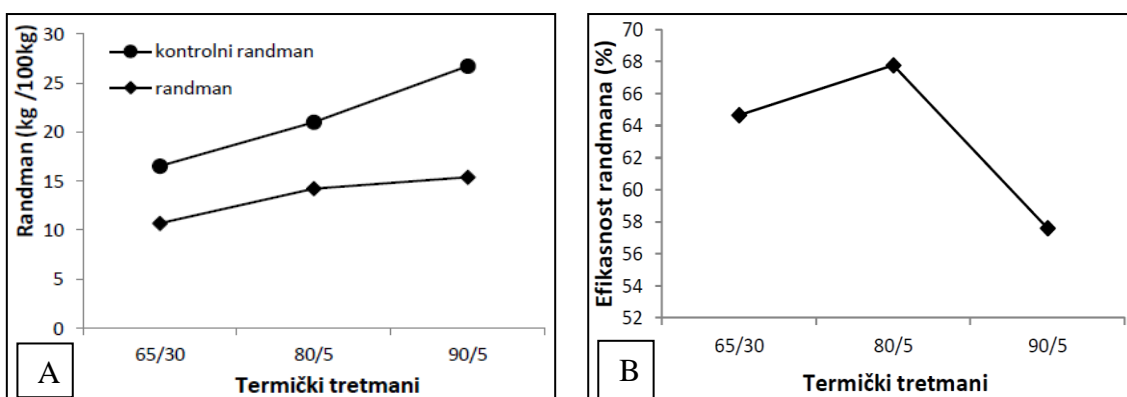 Randman (kg /100kg)
30
25
20
15
10
5
0
kontrolni randman
randman
65/30 80/5 90/5
Termički tretmani
A
Efikasnost randmana (%)
70
68
66
64
62
60
58
56
54
52
65/30 80/5 90/5
Termički tretmani
B